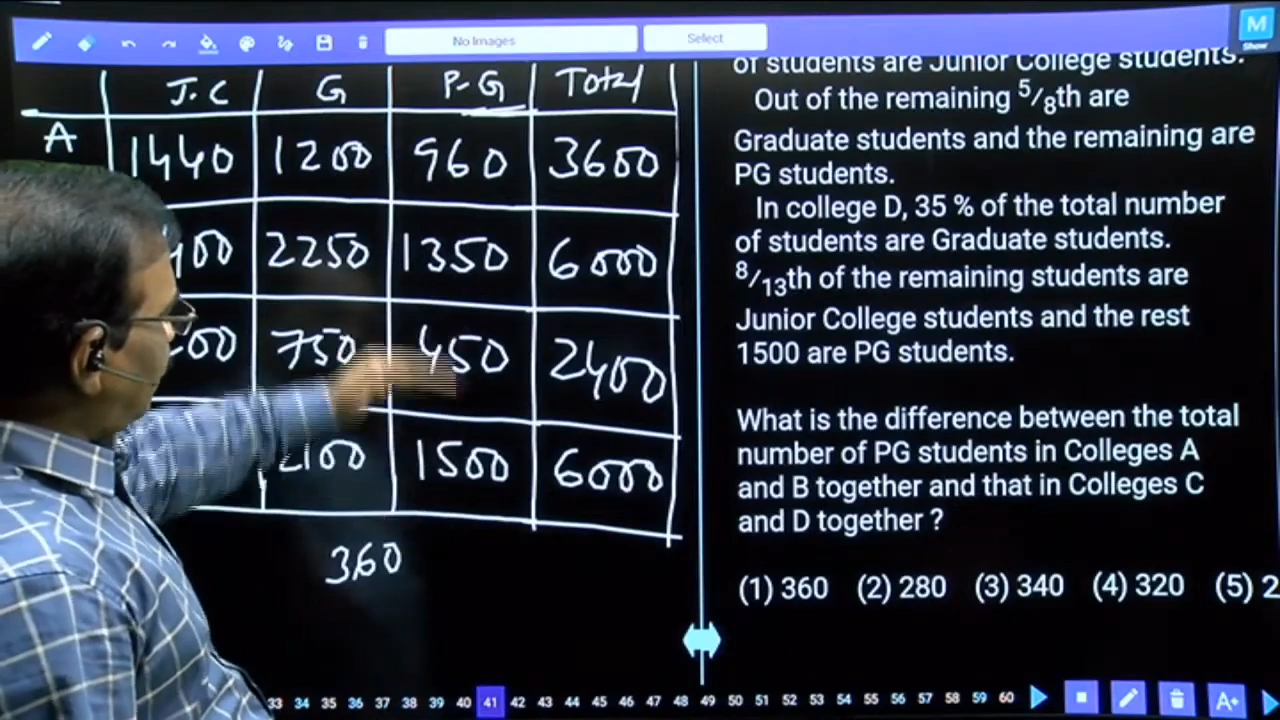 No Images
Select
M
Show
J.C G P-G Total
A 1440 1200 960 3600
2250 1350 6000
750 450 2400
2100 1500 6000
360
of students are Junior College students.
Out of the remaining 5/8th are
Graduate students and the remaining are
PG students.
In college D, 35 % of the total number
of students are Graduate students.
8/13th of the remaining students are
Junior College students and the rest
1500 are PG students.
What is the difference between the total
number of PG students in Colleges A
and B together and that in Colleges C
and D together ?
(1) 360 (2) 280 (3) 340 (4) 320 (5)
33 34 35 36 37 38 39 40 41 42 43 44 45 46 47 48 49 50 51 52 53 54 55 56 57 58 59 60
A+